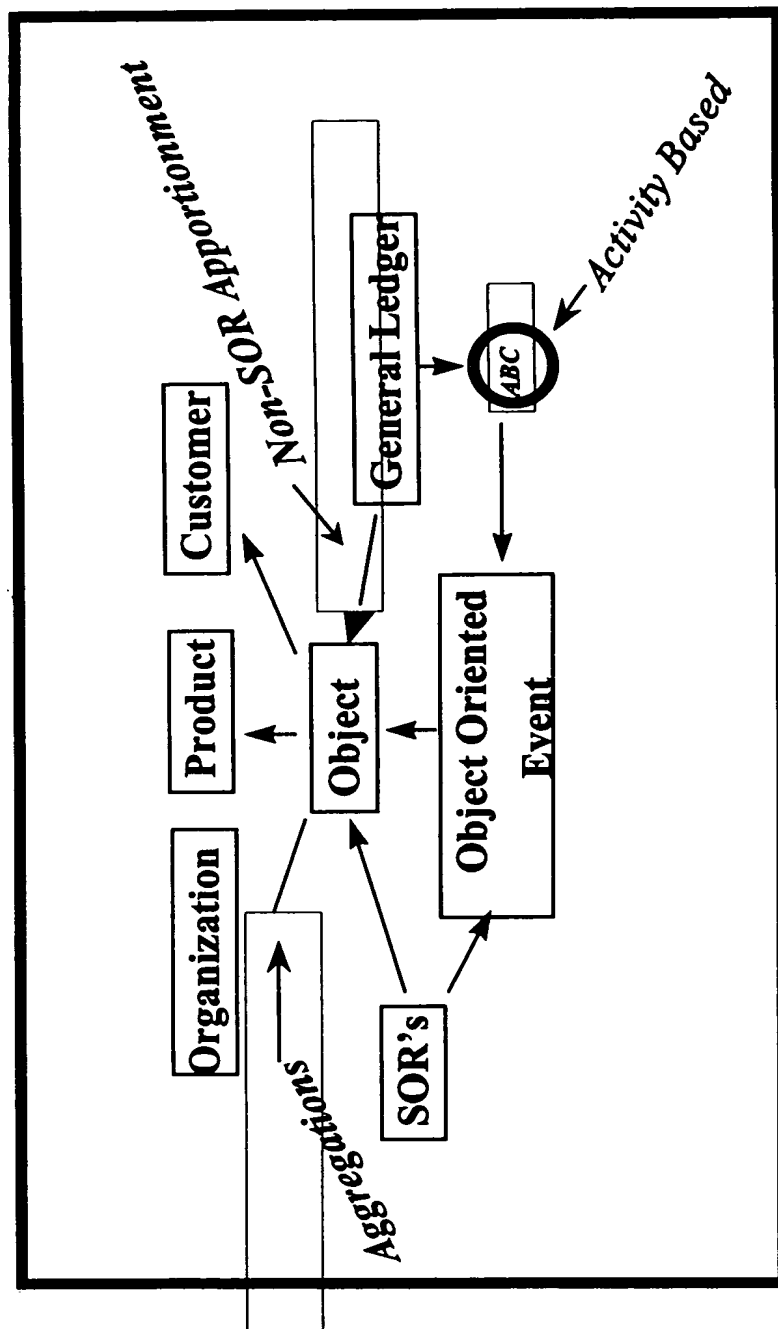 Non-SOR Apportionment
Organization
Product
Customer
Aggregations
Object
General Ledger
SOR's
Object Oriented
Event
ABC
Activity Based